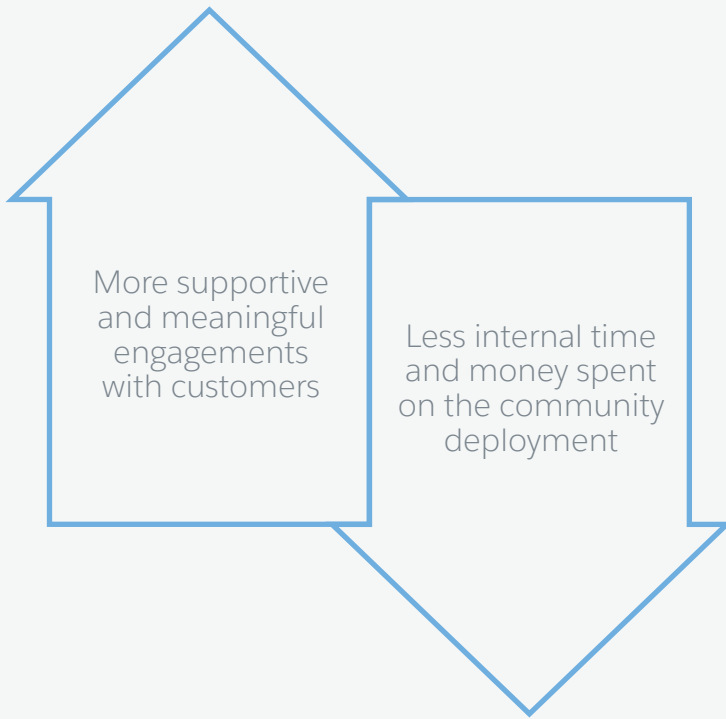 More supportive
and meaningful
engagements
with customers
Less internal time
and money spent
on the community
deployment